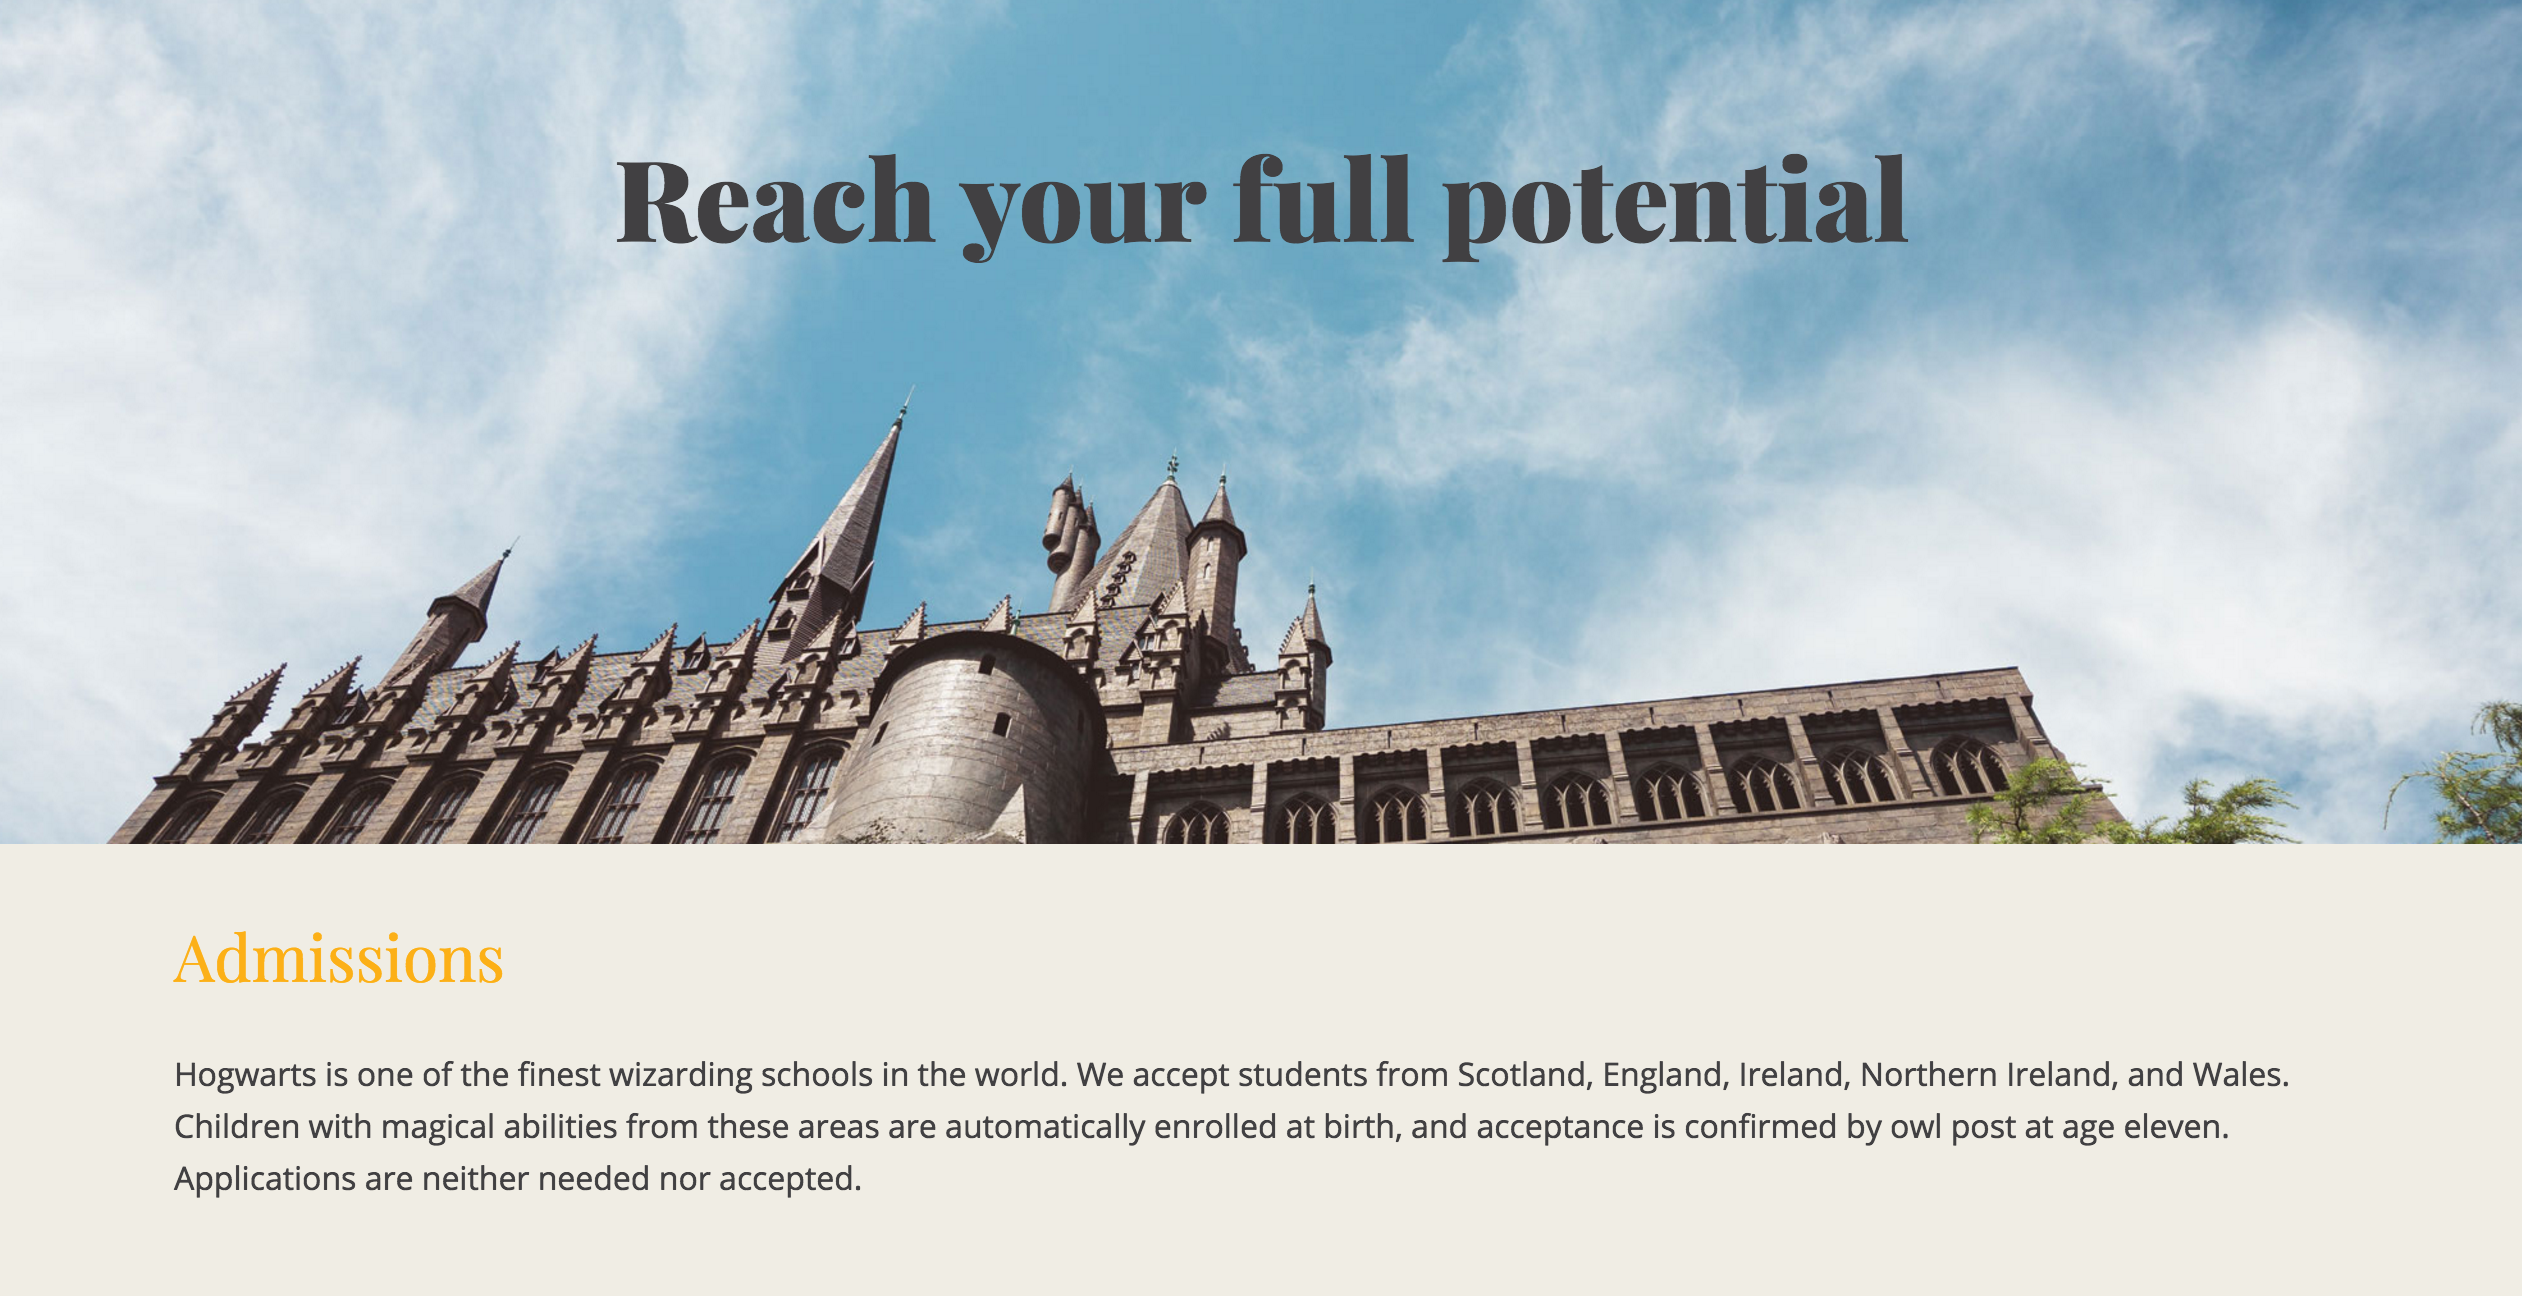 Reach your full potential
Admissions
Hogwarts is one of the finest wizarding schools in the world. We accept students from Scotland, England, Ireland, Northern Ireland, and Wales.
Children with magical abilities from these areas are automatically enrolled at birth, and acceptance is confirmed by owl post at age eleven.
Applications are neither needed nor accepted.